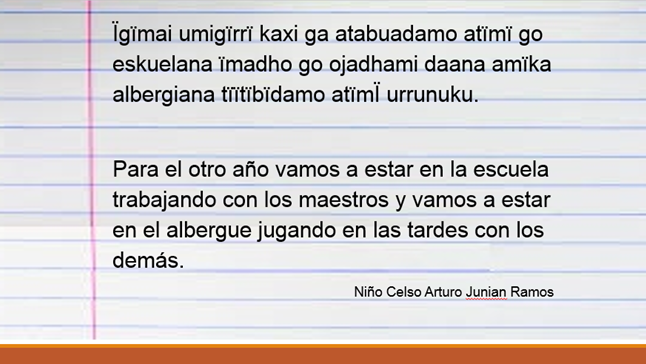 Ïgïmai umigïrrï kaxi ga atabuadamo atïmï go
eskuelana ïmadho go ojadhami daana amïka
albergiana tïïtïbïdamo atïmÏ urrunuku.
Para el otro año vamos a estar en la escuela
trabajando con los maestros y vamos a estar
en el albergue jugando en las tardes con los
demás.
Niño Celso Arturo Junian Ramos